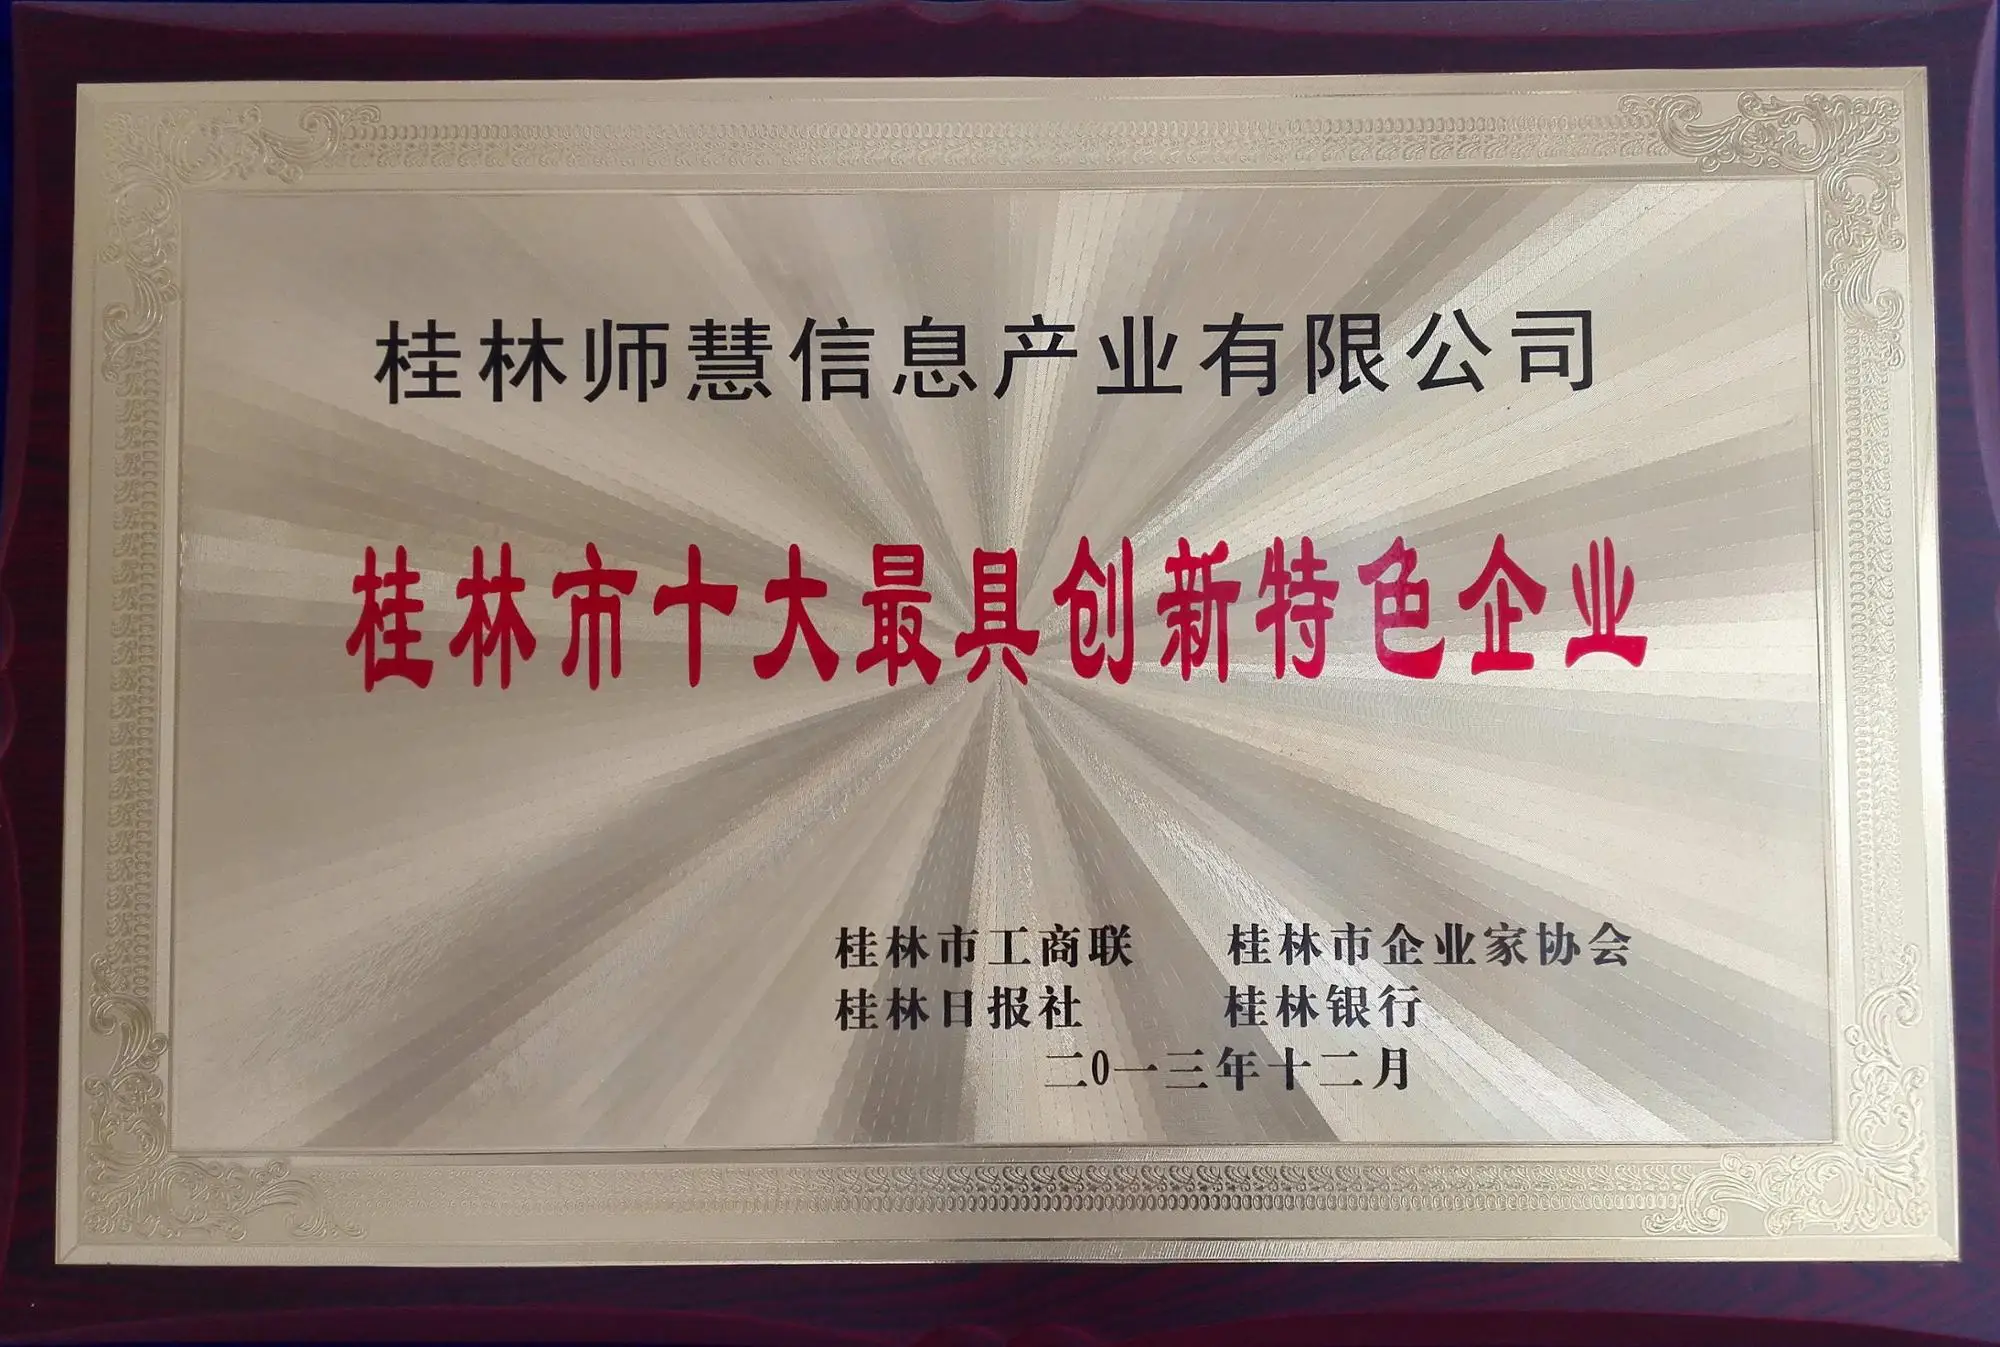 桂林师慧信息产业有限公司
桂林市十大最具创新特色企业
桂林市工商联 桂林市企业家协会
桂林日报社 桂林银行
二0一三年十二月